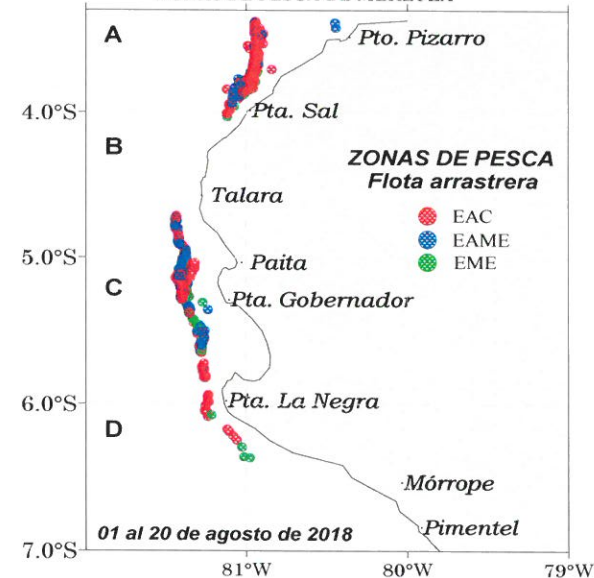 A
Pto. Pizarro
4.0°S
Pta. Sal
B
ZONAS DE PESCA
Flota arrastrera
Talara
EAC
EAME
5.0°S
Paita
EME
C
Pta. Gobernador
6.0°S
Pta. La Negra
D
Mórrope
01 al 20 de agosto de 2018
Pimentel
7.0°S
81°W
80°W
79°W